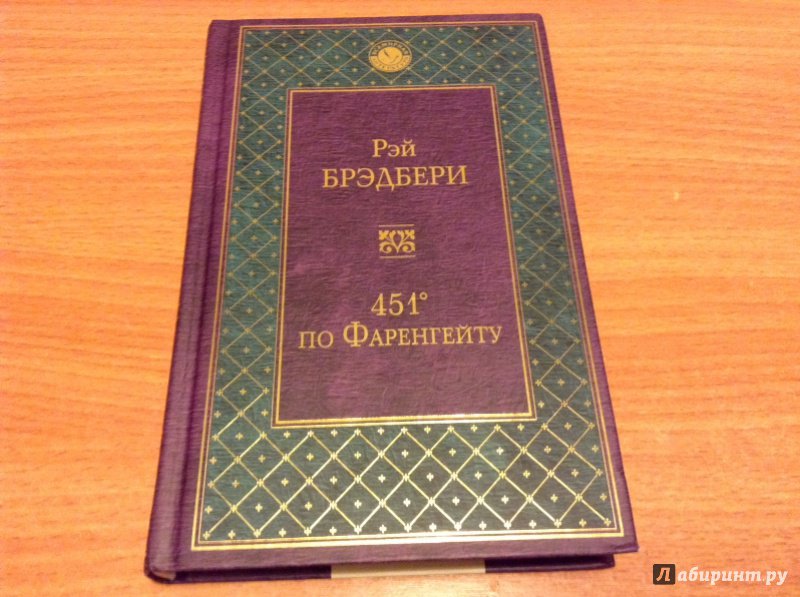 Рэй
БРЭДБЕРИ
451°
по Фаренгейту
Лабиринт.ру